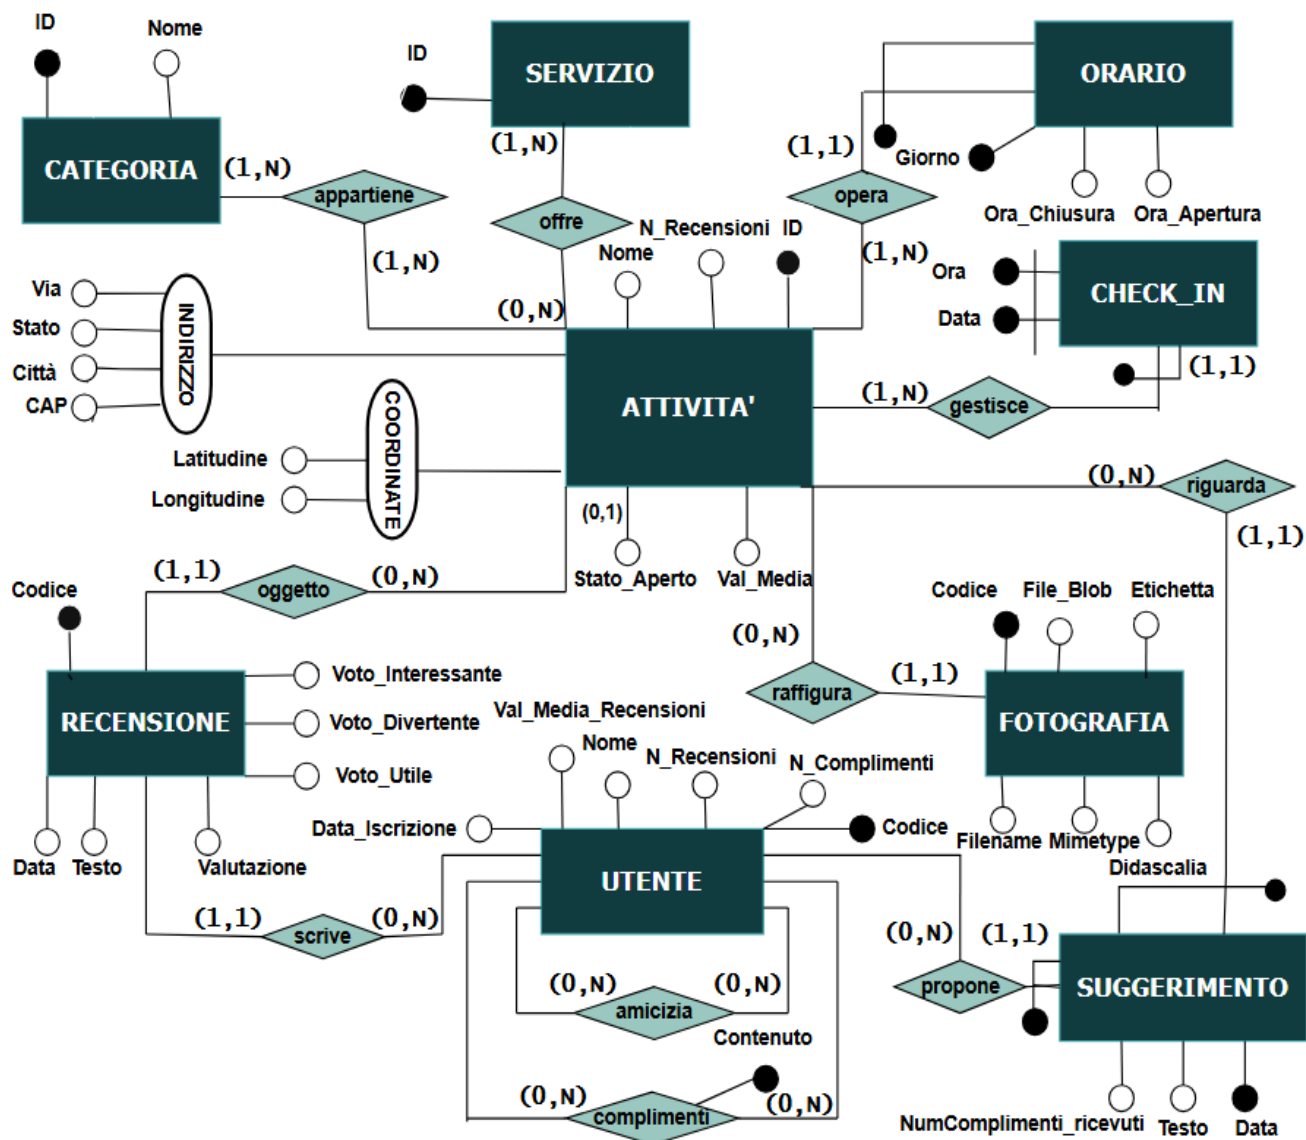 ID
Nome
CATEGORIA
(1,N)
appartiene
(1,N)
ID
SERVIZIO
(1,N)
offre
(0,N)
ORARIO
(1,1)
Giorno
opera
Ora_Chiusura
Ora_Apertura
(1,N)
Nome
N_Recensioni
ID
Ora
Data
CHECK_IN
(1,1)
Via
Stato
Città
CAP
INDIRIZZO
ATTIVITA'
(1,N)
gestisce
Latitudine
Longitudine
COORDINATE
(0,1)
Stato_Aperto
Val_Media
(0,N)
riguarda
(1,1)
(1,1)
oggetto
(0,N)
Codice
RECENSIONE
Voto_Interessante
Voto_Divertente
Voto_Utile
Data
Testo
Valutazione
(0,N)
raffigura
(1,1)
Codice
File_Blob
Etichetta
FOTOGRAFIA
Filename
Mimetype
Didascalia
Val_Media_Recensioni
Nome
N_Recensioni
N_Complimenti
Data_Iscrizione
Codice
UTENTE
(1,1)
scrive
(0,N)
(0,N)
amicizia
(0,N)
Contenuto
(0,N)
complimenti
(0,N)
(0,N)
propone
(1,1)
SUGGERIMENTO
NumComplimenti_ricevuti
Testo
Data